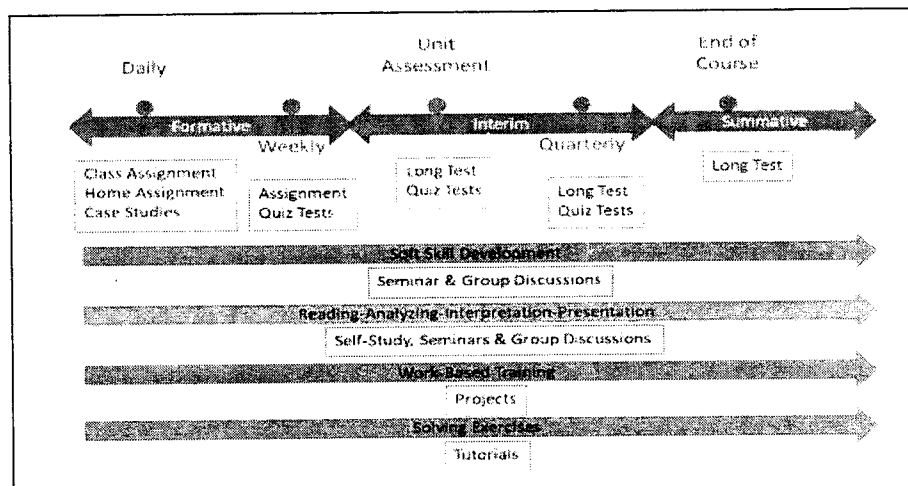 Daily
Unit
Assessment
End of
Course
Formative
Interim
Summative
Weekly
Quarterly
Class Assignment
Home Assignment
Case Studies
Assignment
Quiz Tests
Long Test
Quiz Tests
Long Test
Quiz Tests
Long Test
Soft Skill Development
Seminar & Group Discussions
Reading-Analyzing-Interpretation-Presentation
Self-Study, Seminars & Group Discussions
Work-Based Training
Projects
Solving Exercises
Tutorials